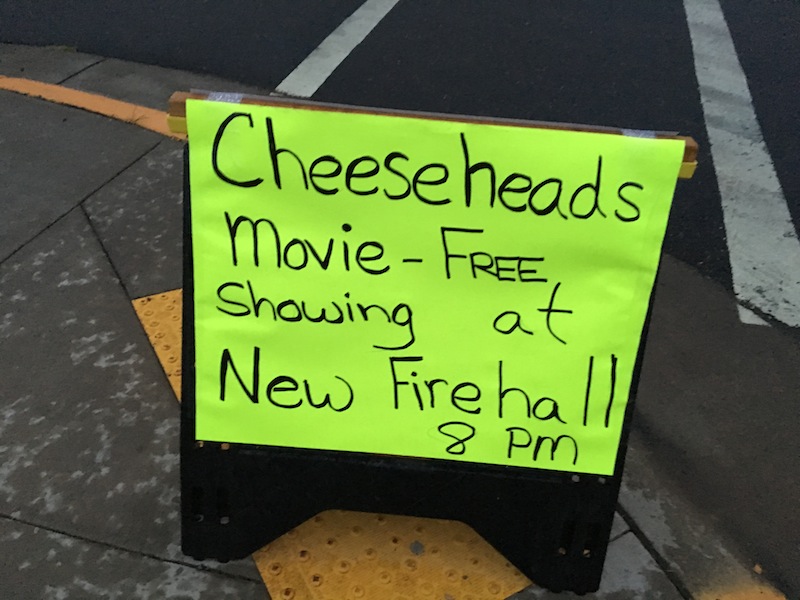 Cheeseheads
Movie - FREE
showing at
New Firehall
8 PM